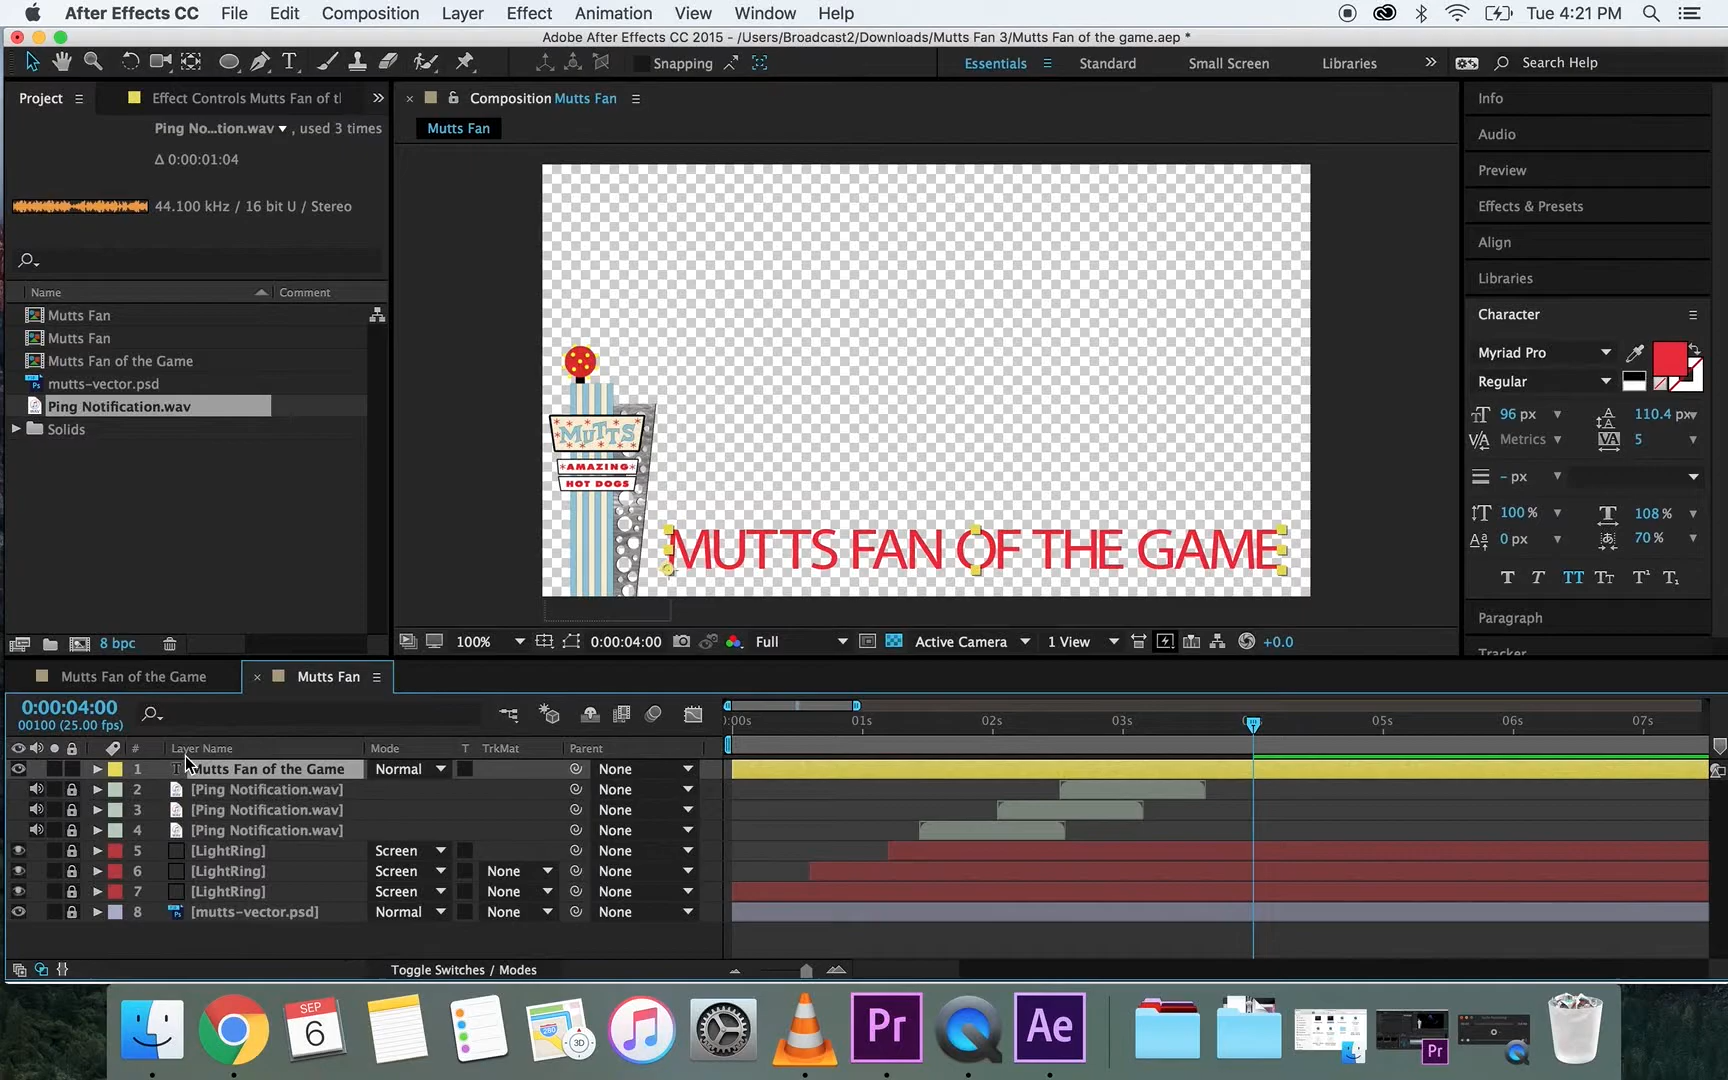 After Effects CC File Edit Composition Layer Effect Animation View Window Help Tue 4:21 PM
Adobe After Effects CC 2015 - /Users/Broadcast2/Downloads/Mutts Fan 3/Mutts Fan of the game.aep *
Snapping Essentials Standard Small Screen Libraries Search Help
Project Effect Controls Mutts Fan of tl
Composition Mutts Fan
Info
Ping No...tion.wav , used 3 times
Mutts Fan
Audio
Δ 0:00:01:04
Preview
44.100 kHz / 16 bit U / Stereo
Effects & Presets
Align
Libraries
Name Comment
Mutts Fan
Mutts Fan
Mutts Fan of the Game
mutts-vector.psd
Ping Notification.wav
Solids
Character
Myriad Pro
Regular
96 px 110.4 px
Metrics 5
- px
100 % 108 %
0 px 70 %
T T TT Tт T¹ T₁
Paragraph
Tracker
MUTTS
AMAZING
HOT DOGS
MUTTS FAN OF THE GAME
8 bpc
100% 0:00:04:00 Full Active Camera 1 View +0.0
Mutts Fan of the Game Mutts Fan
0:00:04:00
00100 (25.00 fps)
:00s 01s 02s 03s 05s 06s 07s
# Layer Name Mode T TrkMat Parent
1 T Mutts Fan of the Game Normal None
2 [Ping Notification.wav] None
3 [Ping Notification.wav] None
4 [Ping Notification.wav] None
5 [LightRing] Screen None
6 [LightRing] Screen None None
7 [LightRing] Screen None None
8 [mutts-vector.psd] Normal None None
Toggle Switches / Modes
SEP
6
280
3D
Pr
Ae
Pr